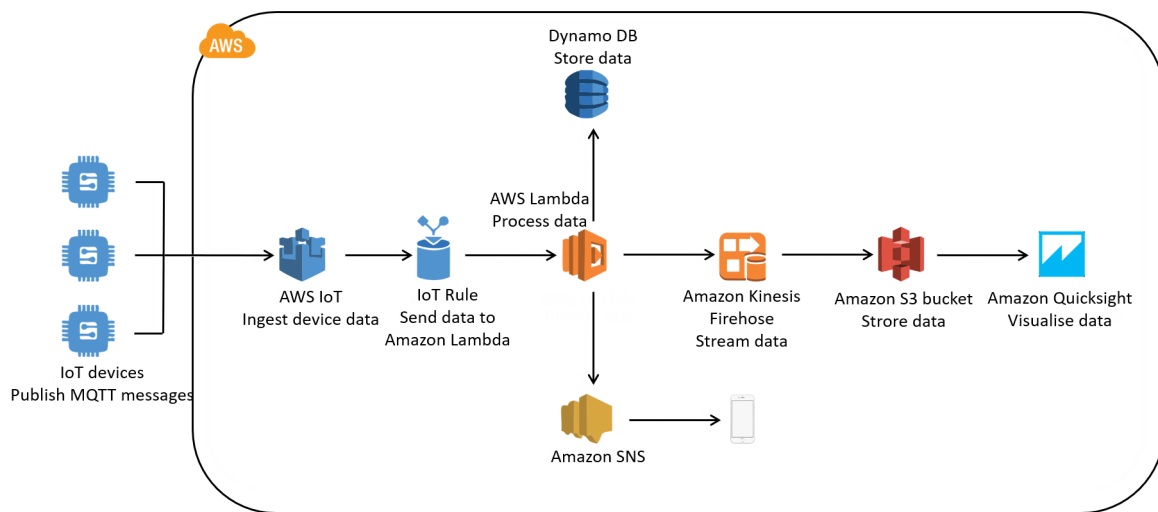 AWS
Dynamo DB
Store data
AWS Lambda
Process data
IoT devices
Publish MQTT messages
AWS IoT
Ingest device data
IoT Rule
Send data to
Amazon Lambda
Amazon Kinesis
Firehose
Stream data
Amazon S3 bucket
Strore data
Amazon Quicksight
Visualise data
Amazon SNS